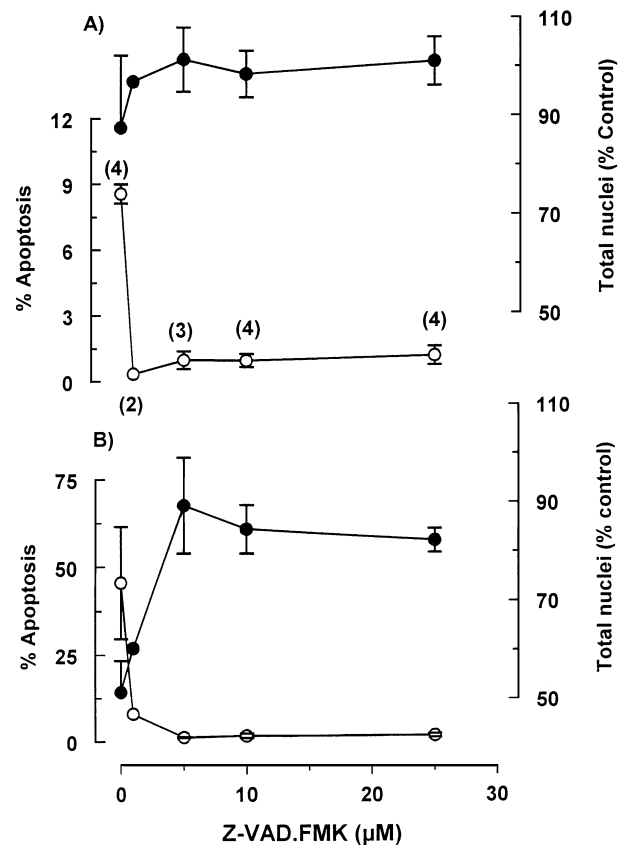 A)
110
90
70
50
Total nuclei (% Control)
12
9
6
3
0
% Apoptosis
(4)
(2)
(3)
(4)
(4)
B)
110
90
70
50
Total nuclei (% control)
75
50
25
0
% Apoptosis
0 10 20 30
Z-VAD.FMK (µM)